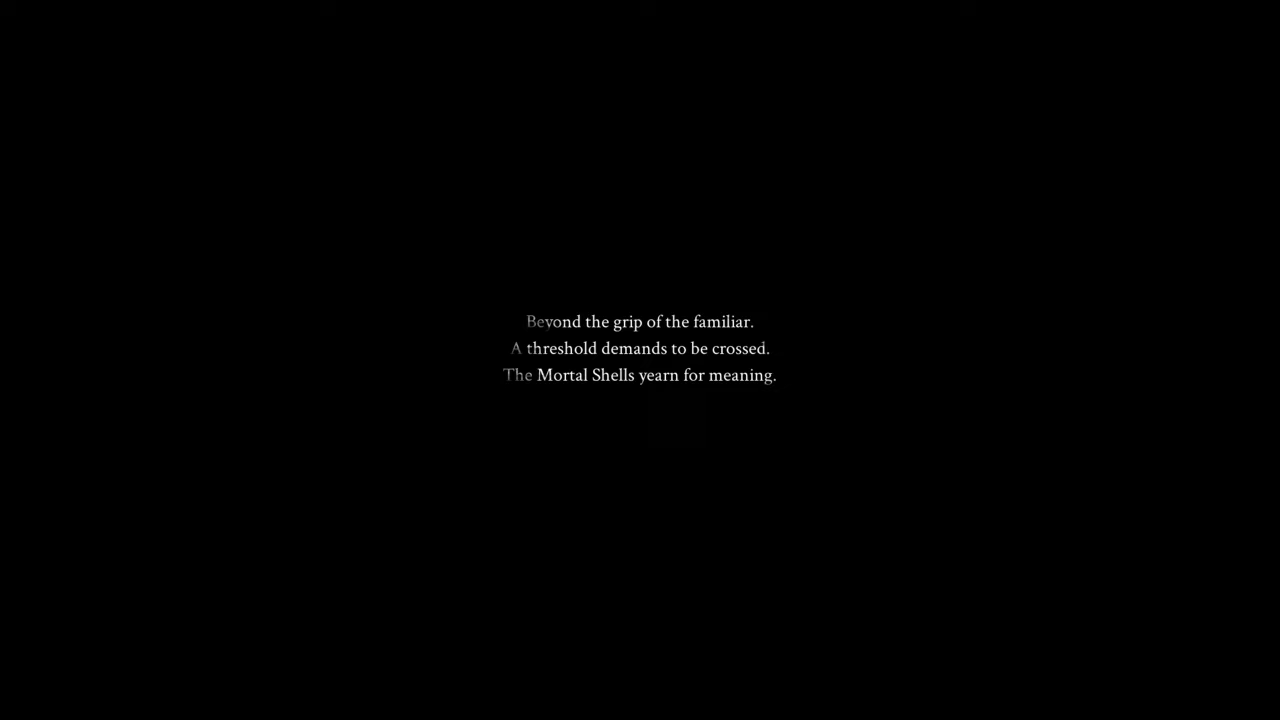 Beyond the grip of the familiar.
A threshold demands to be crossed.
The Mortal Shells yearn for meaning.